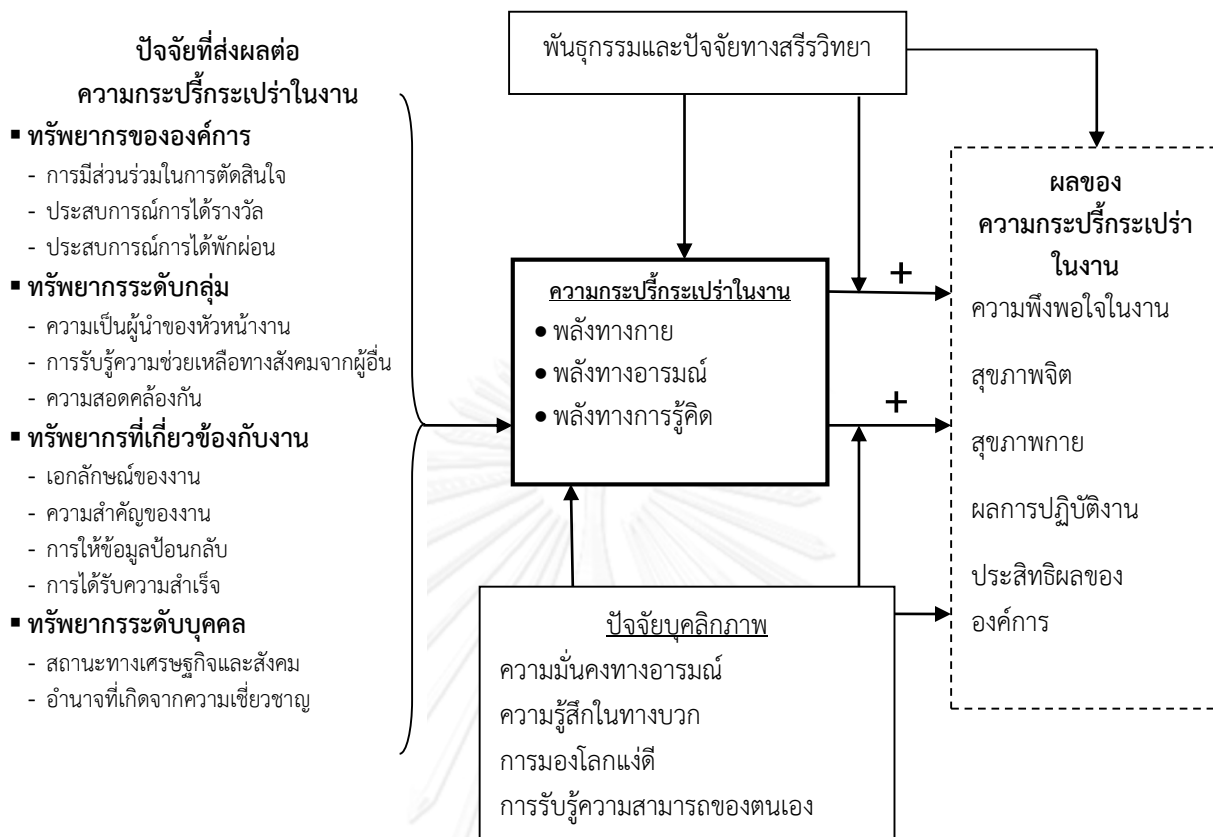 ปัจจัยที่ส่งผลต่อ
ความกระปรี้กระเปร่าในงาน
▪ ทรัพยากรขององค์การ
- การมีส่วนร่วมในการตัดสินใจ
- ประสบการณ์การได้รางวัล
- ประสบการณ์การได้พักผ่อน
▪ ทรัพยากรระดับกลุ่ม
- ความเป็นผู้นำของหัวหน้างาน
- การรับรู้ความช่วยเหลือทางสังคมจากผู้อื่น
- ความสอดคล้องกัน
▪ ทรัพยากรที่เกี่ยวข้องกับงาน
- เอกลักษณ์ของงาน
- ความสำคัญของงาน
- การให้ข้อมูลป้อนกลับ
- การได้รับความสำเร็จ
▪ ทรัพยากรระดับบุคคล
- สถานะทางเศรษฐกิจและสังคม
- อำนาจที่เกิดจากความเชี่ยวชาญ
พันธุกรรมและปัจจัยทางสรีรวิทยา
ความกระปรี้กระเปร่าในงาน
● พลังทางกาย
● พลังทางอารมณ์
● พลังทางการรู้คิด
+
+
ปัจจัยบุคลิกภาพ
ความมั่นคงทางอารมณ์
ความรู้สึกในทางบวก
การมองโลกแง่ดี
การรับรู้ความสามารถของตนเอง
ผลของ
ความกระปรี้กระเปร่า
ในงาน
ความพึงพอใจในงาน
สุขภาพจิต
สุขภาพกาย
ผลการปฏิบัติงาน
ประสิทธิผลของ
องค์การ